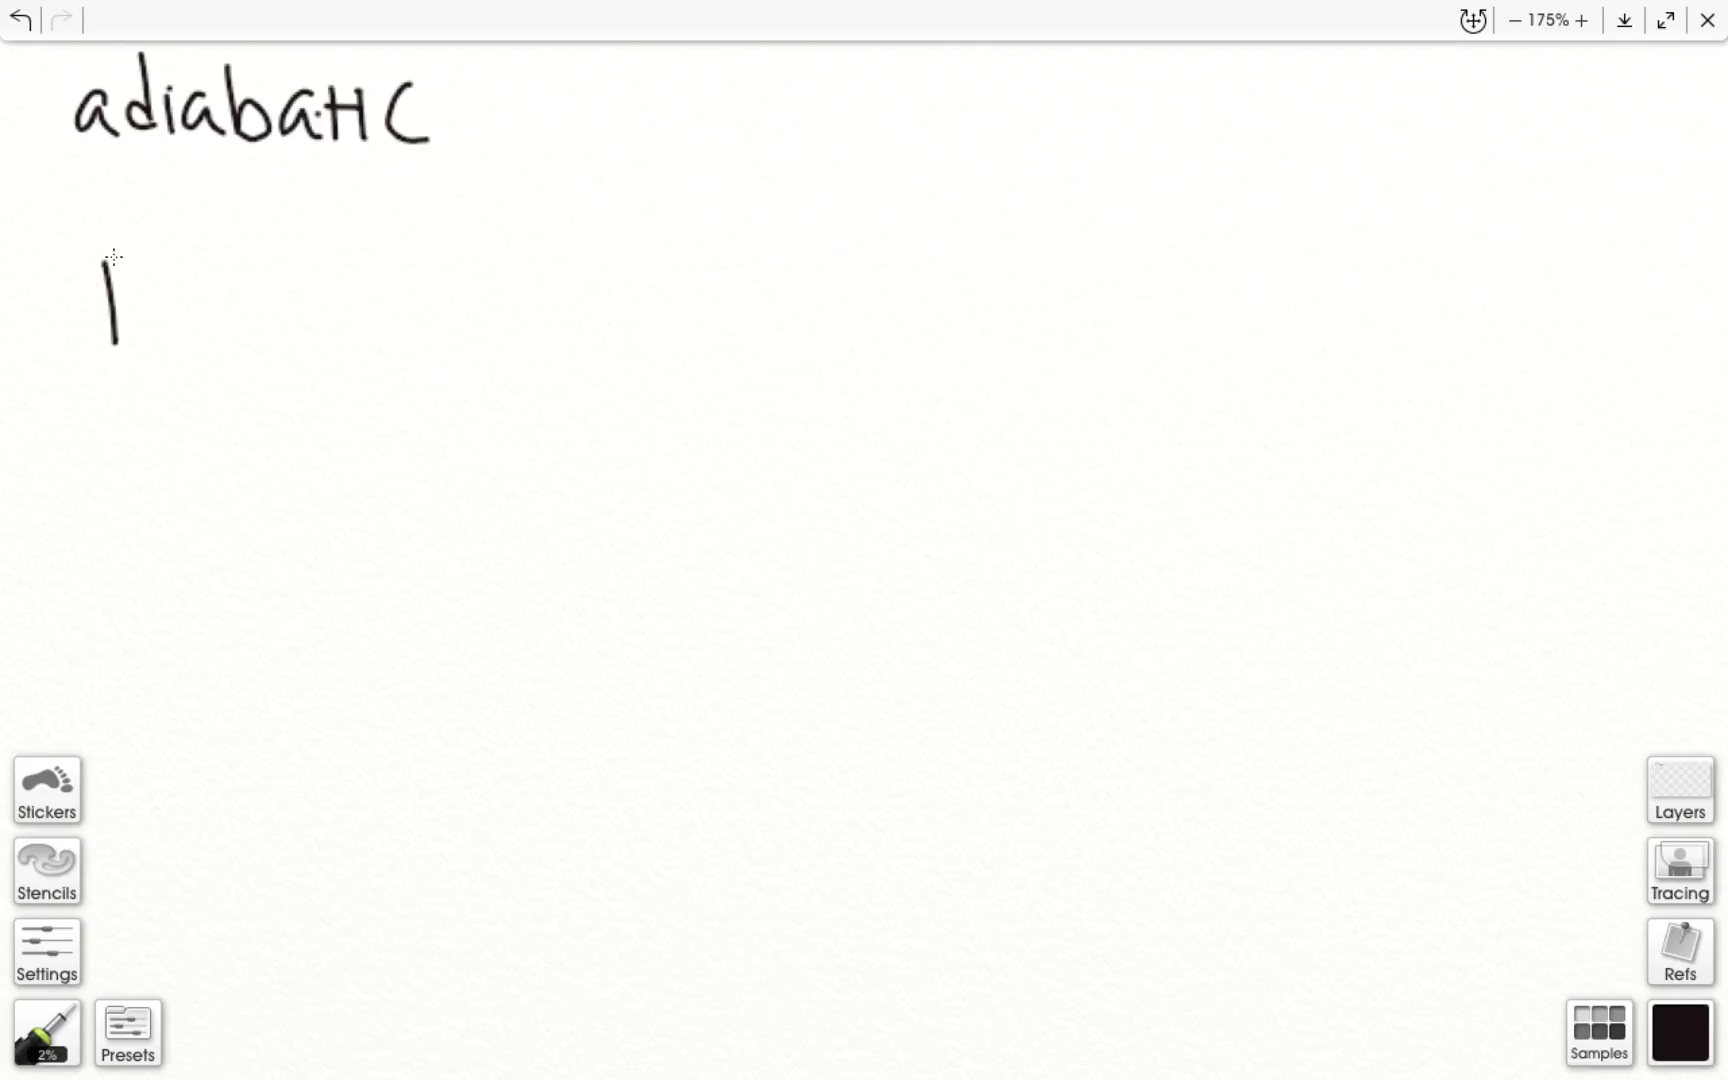 175%
adiabatic
Stickers
Layers
Stencils
Tracing
Settings
Refs
2%
Presets
Samples